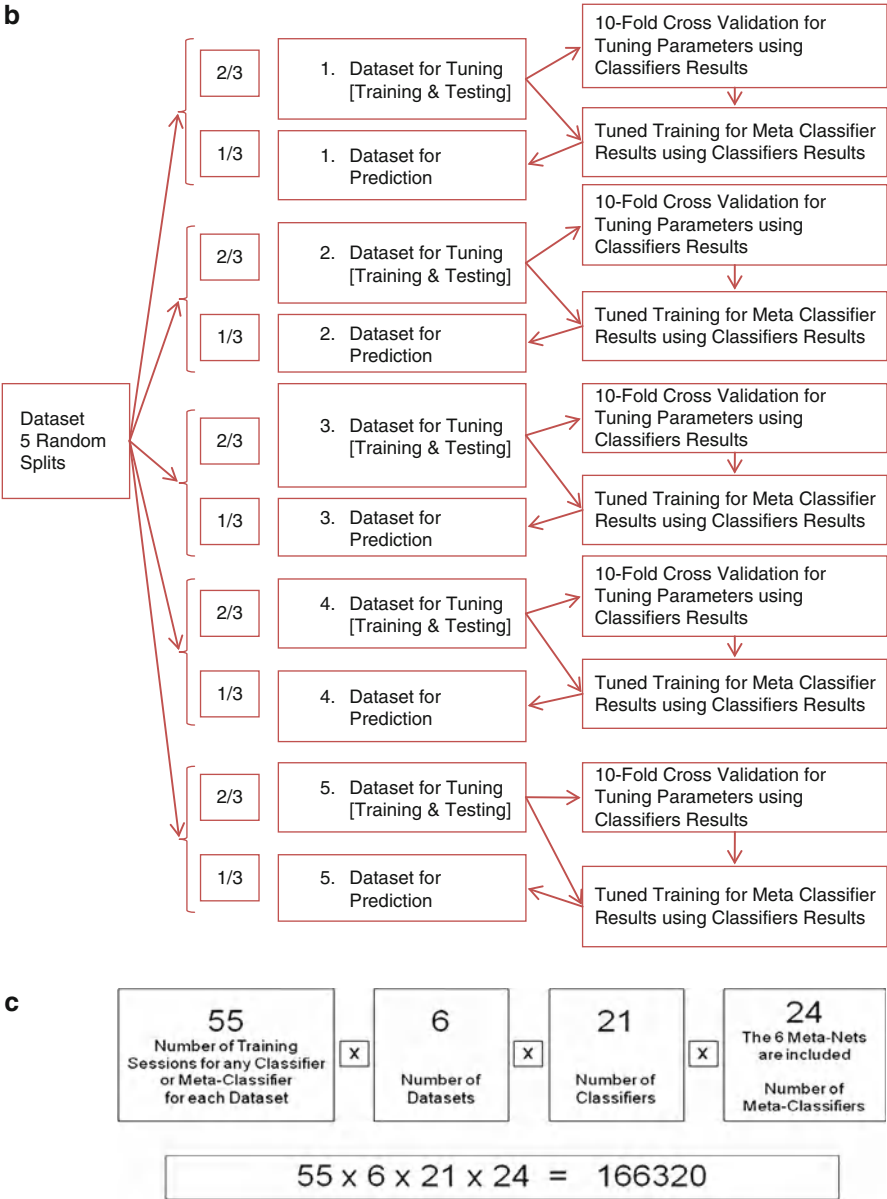 b
2/3
1. Dataset for Tuning
[Training & Testing]
1/3
1. Dataset for
Prediction
10-Fold Cross Validation for
Tuning Parameters using
Classifiers Results
Tuned Training for Meta Classifier
Results using Classifiers Results
2/3
2. Dataset for Tuning
[Training & Testing]
1/3
2. Dataset for
Prediction
10-Fold Cross Validation for
Tuning Parameters using
Classifiers Results
Tuned Training for Meta Classifier
Results using Classifiers Results
Dataset
5 Random
Splits
2/3
3. Dataset for Tuning
[Training & Testing]
1/3
3. Dataset for
Prediction
10-Fold Cross Validation for
Tuning Parameters using
Classifiers Results
Tuned Training for Meta Classifier
Results using Classifiers Results
2/3
4. Dataset for Tuning
[Training & Testing]
1/3
4. Dataset for
Prediction
10-Fold Cross Validation for
Tuning Parameters using
Classifiers Results
Tuned Training for Meta Classifier
Results using Classifiers Results
2/3
5. Dataset for Tuning
[Training & Testing]
1/3
5. Dataset for
Prediction
10-Fold Cross Validation for
Tuning Parameters using
Classifiers Results
Tuned Training for Meta Classifier
Results using Classifiers Results
c
55
Number of Training
Sessions for any Classifier
or Meta-Classifier
for each Dataset
x
6
Number of
Datasets
x
21
Number of
Classifiers
x
24
The 6 Meta-Nets
are included
Number of
Meta-Classifiers
55 x 6 x 21 x 24 = 166320